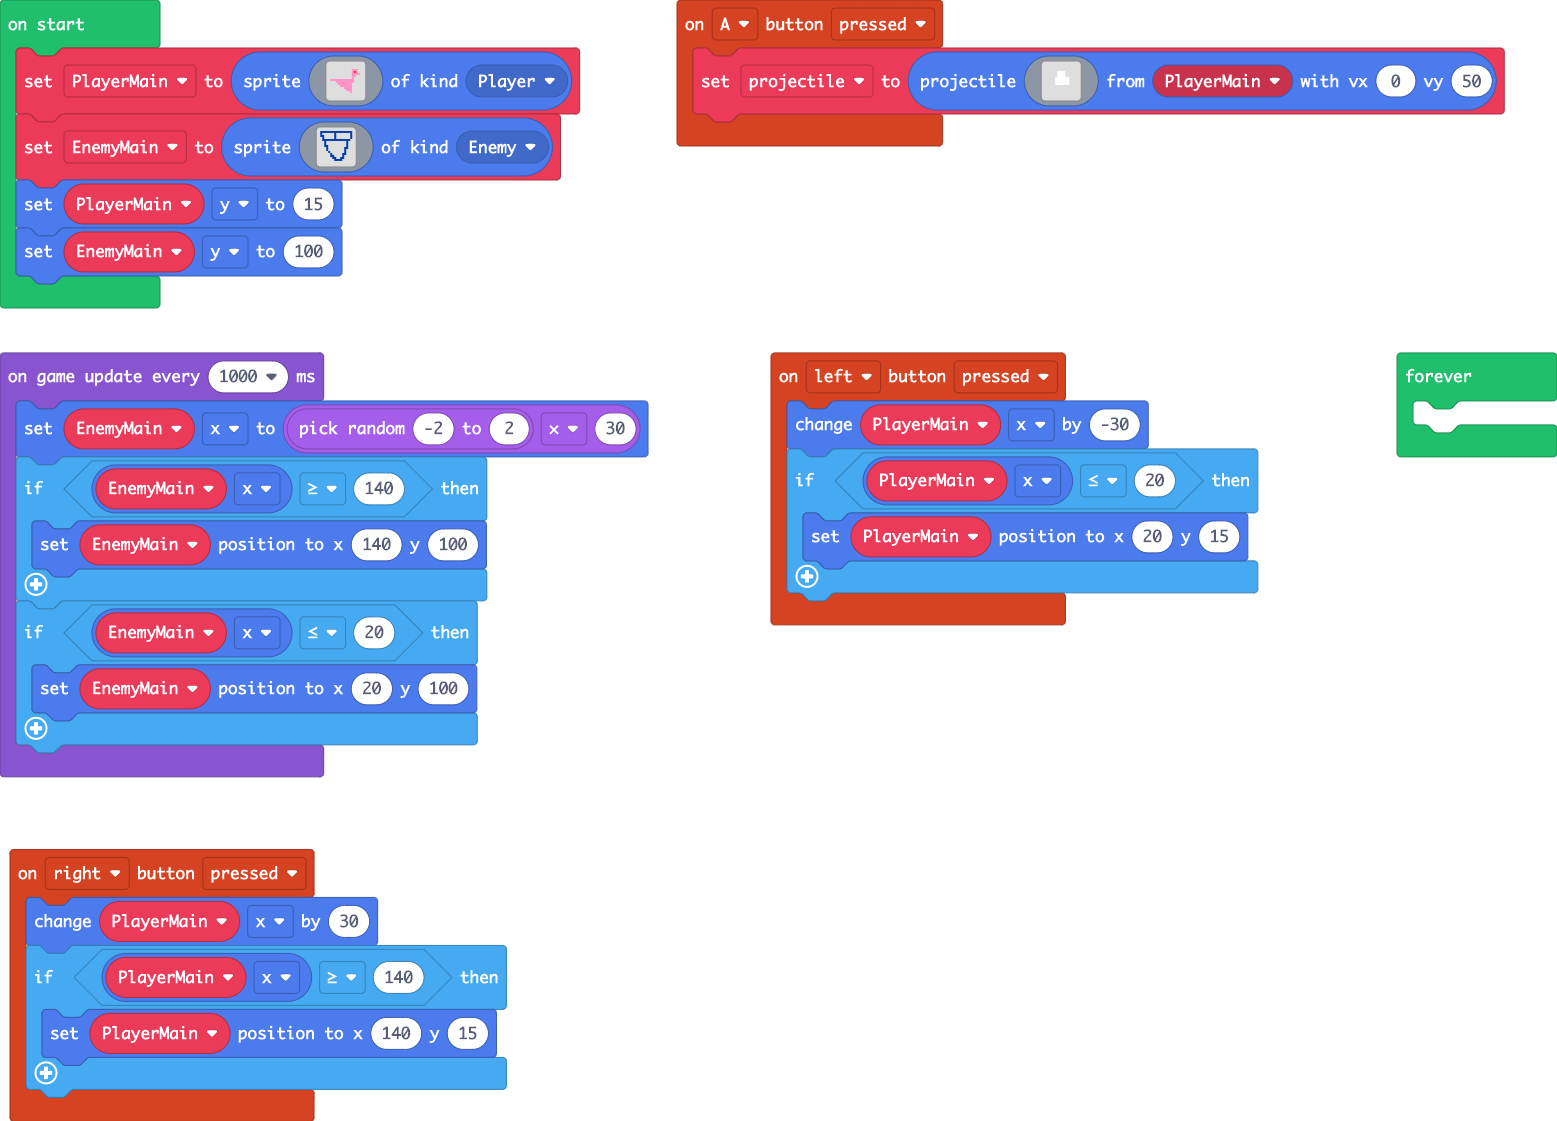 on start
set PlayerMain to sprite of kind Player
set EnemyMain to sprite of kind Enemy
set PlayerMain y to 15
set EnemyMain y to 100
on A button pressed
set projectile to projectile from PlayerMain with vx 0 vy 50
on game update every 1000 ms
set EnemyMain x to pick random -2 to 2 x 30
if EnemyMain x ≥ 140 then
set EnemyMain position to x 140 y 100
if EnemyMain x ≤ 20 then
set EnemyMain position to x 20 y 100
on left button pressed
change PlayerMain x by -30
if PlayerMain x ≤ 20 then
set PlayerMain position to x 20 y 15
forever
on right button pressed
change PlayerMain x by 30
if PlayerMain x ≥ 140 then
set PlayerMain position to x 140 y 15